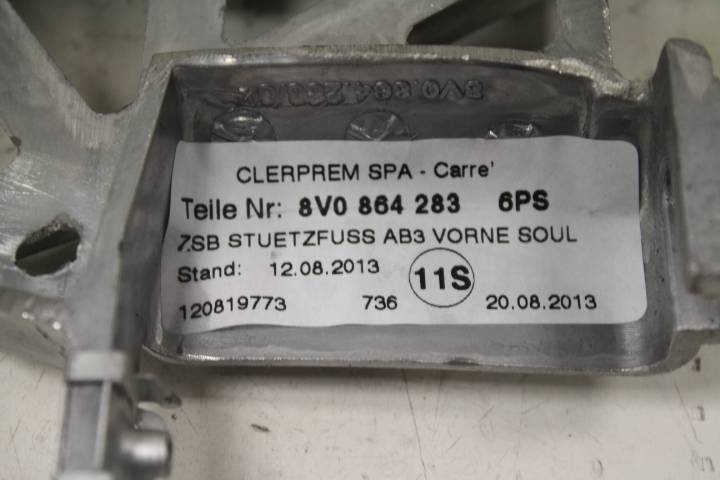 CLERPREM SPA - Carre'
Teile Nr: 8V0 864 283 6PS
ZSB STUETZFUSS AB3 VORNE SOUL
Stand: 12.08.2013 11S
120819773 736 20.08.2013